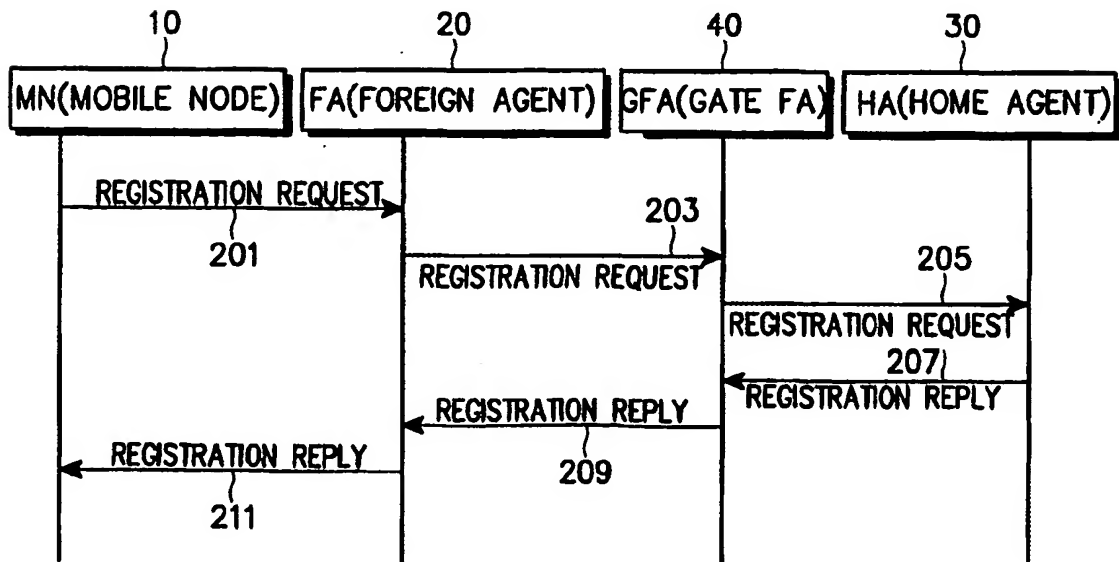 10
20
40
30
MN(MOBILE NODE)
FA(FOREIGN AGENT)
GFA(GATE FA)
HA(HOME AGENT)
REGISTRATION REQUEST
201
203
REGISTRATION REQUEST
205
REGISTRATION REQUEST
207
REGISTRATION REPLY
REGISTRATION REPLY
209
REGISTRATION REPLY
211